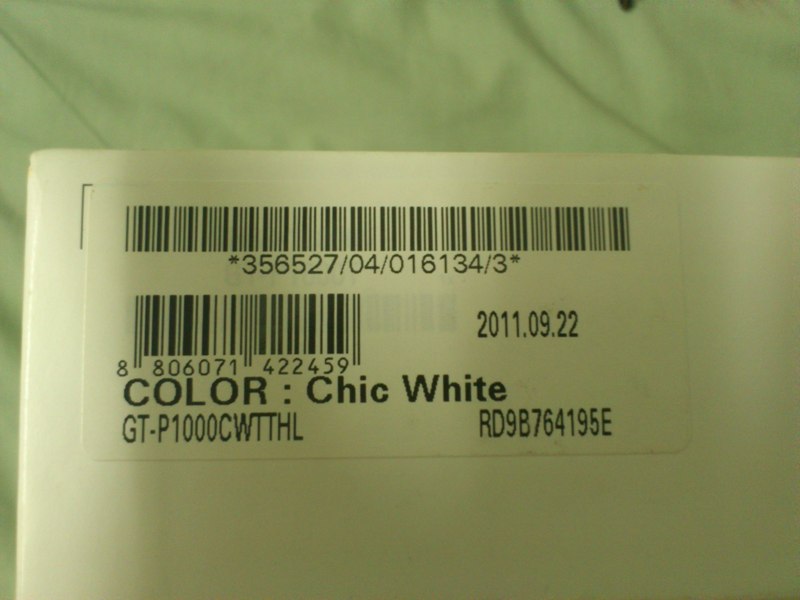 *356527/04/016134/3*
2011.09.22
8 806071 422459
COLOR : Chic White
GT-P1000CWTTHL RD9B764195E